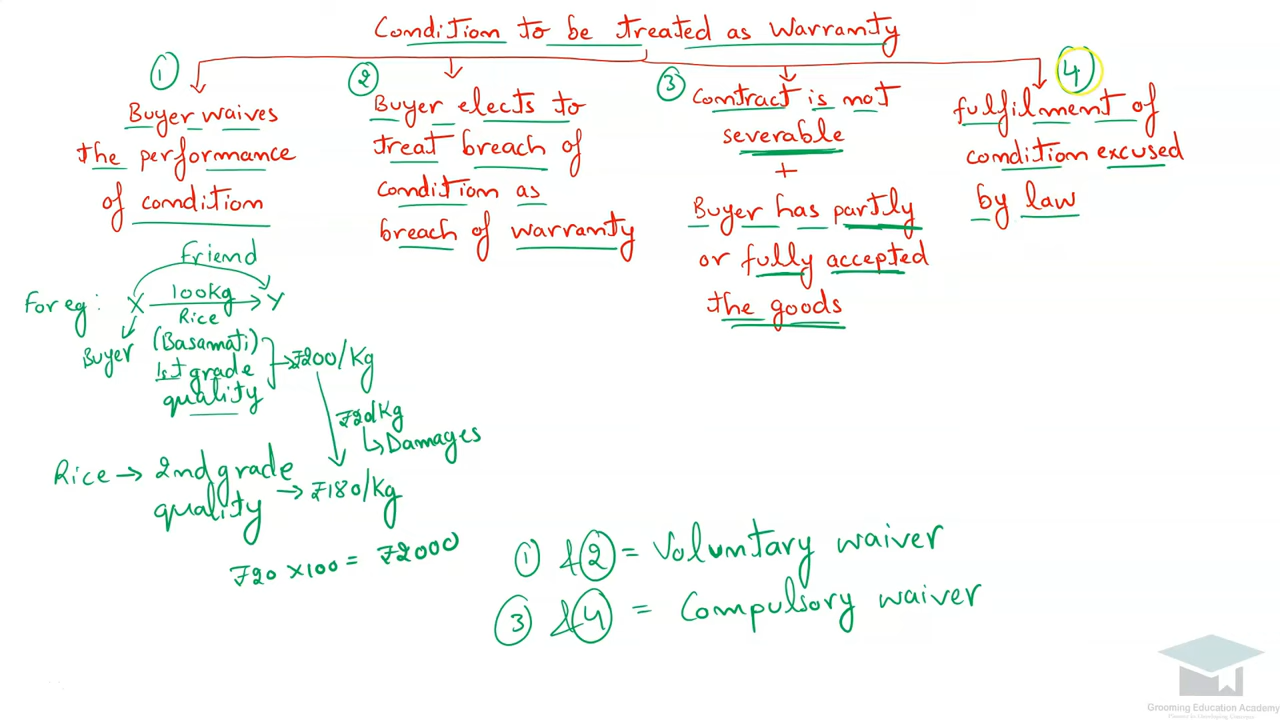 Condition to be treated as Warranty
①
Buyer waives
the performance
of condition
②
Buyer elects to
treat breach of
condition as
breach of warranty
③
Contract is not
severable
+
Buyer has partly
or fully accepted
the goods
④
fulfilment of
condition excused
by law
Friend
For eg: X 100Kg Y
Rice
Buyer
(Basamati)
1st grade
quality
₹200/Kg
₹20/Kg
Damages
Rice → 2nd grade
quality → ₹180/Kg
₹20 × 100 = ₹2000
① & ② = Voluntary waiver
③ & ④ = Compulsory waiver
Grooming Education Academy